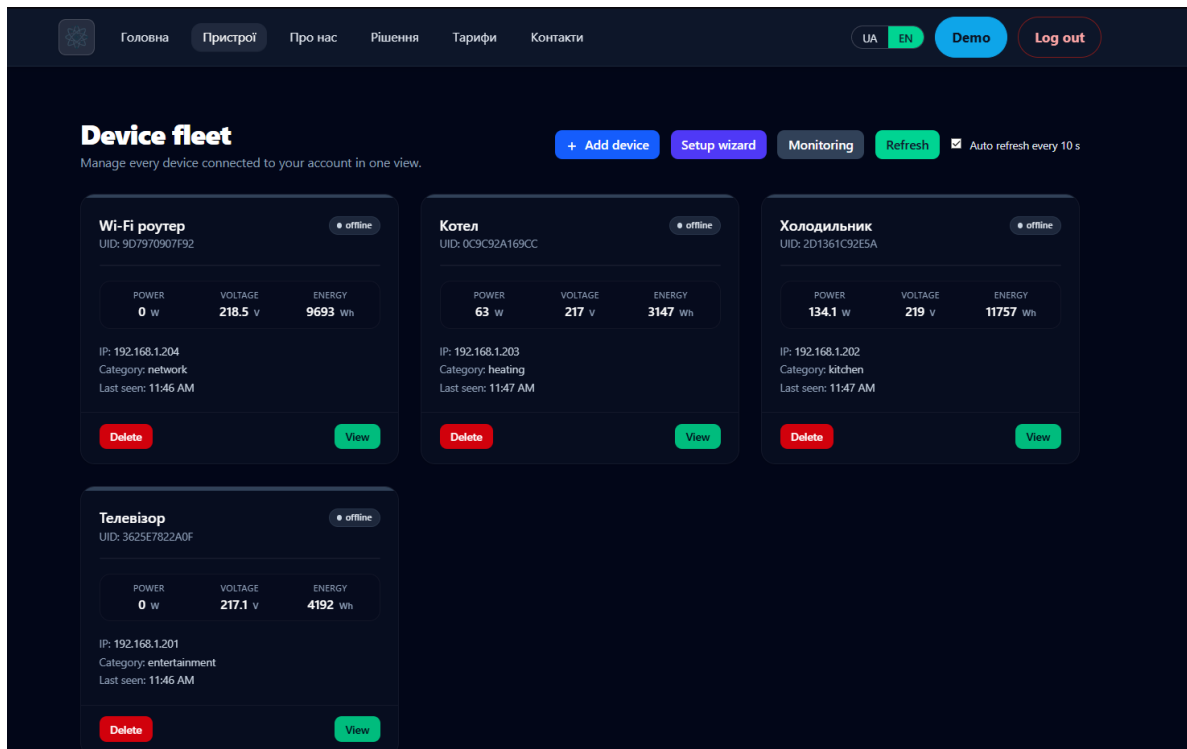 Головна Пристрої Про нас Рішення Тарифи Контакти UA EN Demo Log out
Device fleet
Manage every device connected to your account in one view.
+ Add device Setup wizard Monitoring Refresh Auto refresh every 10 s
Wi-Fi роутер offline
UID: 9D7970907F92
POWER VOLTAGE ENERGY
0 W 218.5 V 9693 Wh
IP: 192.168.1.204
Category: network
Last seen: 11:46 AM
Delete View
Котел offline
UID: 0C9C92A169CC
POWER VOLTAGE ENERGY
63 W 217 V 3147 Wh
IP: 192.168.1.203
Category: heating
Last seen: 11:47 AM
Delete View
Холодильник offline
UID: 2D1361C92E5A
POWER VOLTAGE ENERGY
134.1 W 219 V 11757 Wh
IP: 192.168.1.202
Category: kitchen
Last seen: 11:47 AM
Delete View
Телевізор offline
UID: 3625E7822A0F
POWER VOLTAGE ENERGY
0 W 217.1 V 4192 Wh
IP: 192.168.1.201
Category: entertainment
Last seen: 11:46 AM
Delete View